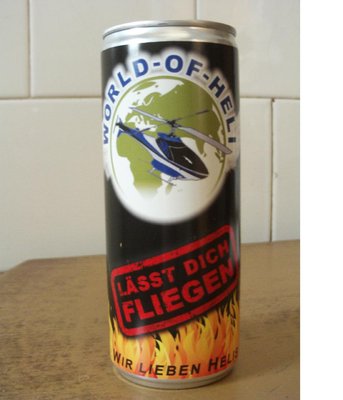 WORLD-OF-HELI
LÄSST DICH
FLIEGEN
WIR LIEBEN HELIS